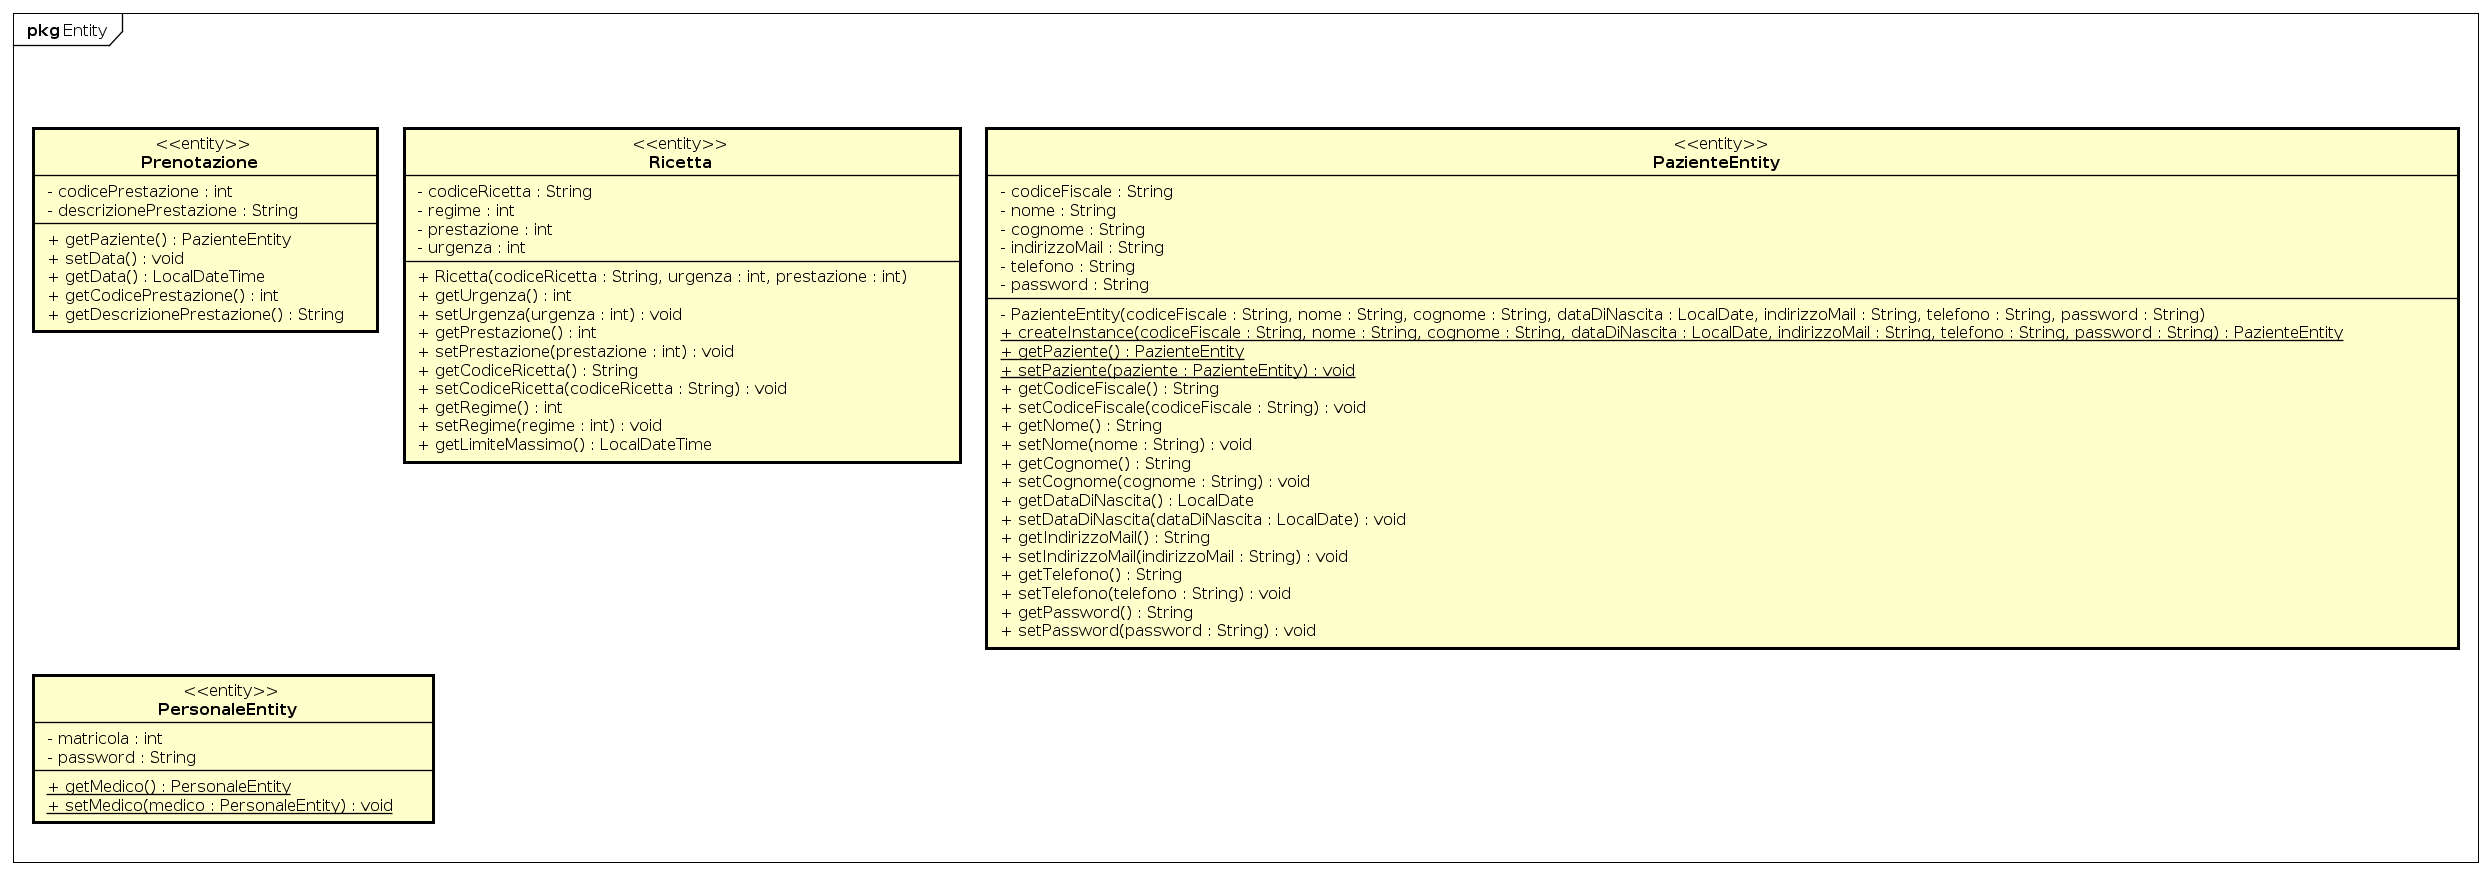 pkg Entity
<<entity>>
Prenotazione
- codicePrestazione : int
- descrizionePrestazione : String
+ getPaziente() : PazienteEntity
+ setData() : void
+ getData() : LocalDateTime
+ getCodicePrestazione() : int
+ getDescrizionePrestazione() : String
<<entity>>
Ricetta
- codiceRicetta : String
- regime : int
- prestazione : int
- urgenza : int
+ Ricetta(codiceRicetta : String, urgenza : int, prestazione : int)
+ getUrgenza() : int
+ setUrgenza(urgenza : int) : void
+ getPrestazione() : int
+ setPrestazione(prestazione : int) : void
+ getCodiceRicetta() : String
+ setCodiceRicetta(codiceRicetta : String) : void
+ getRegime() : int
+ setRegime(regime : int) : void
+ getLimiteMassimo() : LocalDateTime
<<entity>>
PazienteEntity
- codiceFiscale : String
- nome : String
- cognome : String
- indirizzoMail : String
- telefono : String
- password : String
- PazienteEntity(codiceFiscale : String, nome : String, cognome : String, dataDiNascita : LocalDate, indirizzoMail : String, telefono : String, password : String)
+ createInstance(codiceFiscale : String, nome : String, cognome : String, dataDiNascita : LocalDate, indirizzoMail : String, telefono : String, password : String) : PazienteEntity
+ getPaziente() : PazienteEntity
+ setPaziente(paziente : PazienteEntity) : void
+ getCodiceFiscale() : String
+ setCodiceFiscale(codiceFiscale : String) : void
+ getNome() : String
+ setNome(nome : String) : void
+ getCognome() : String
+ setCognome(cognome : String) : void
+ getDataDiNascita() : LocalDate
+ setDataDiNascita(dataDiNascita : LocalDate) : void
+ getIndirizzoMail() : String
+ setIndirizzoMail(indirizzoMail : String) : void
+ getTelefono() : String
+ setTelefono(telefono : String) : void
+ getPassword() : String
+ setPassword(password : String) : void
<<entity>>
PersonaleEntity
- matricola : int
- password : String
+ getMedico() : PersonaleEntity
+ setMedico(medico : PersonaleEntity) : void